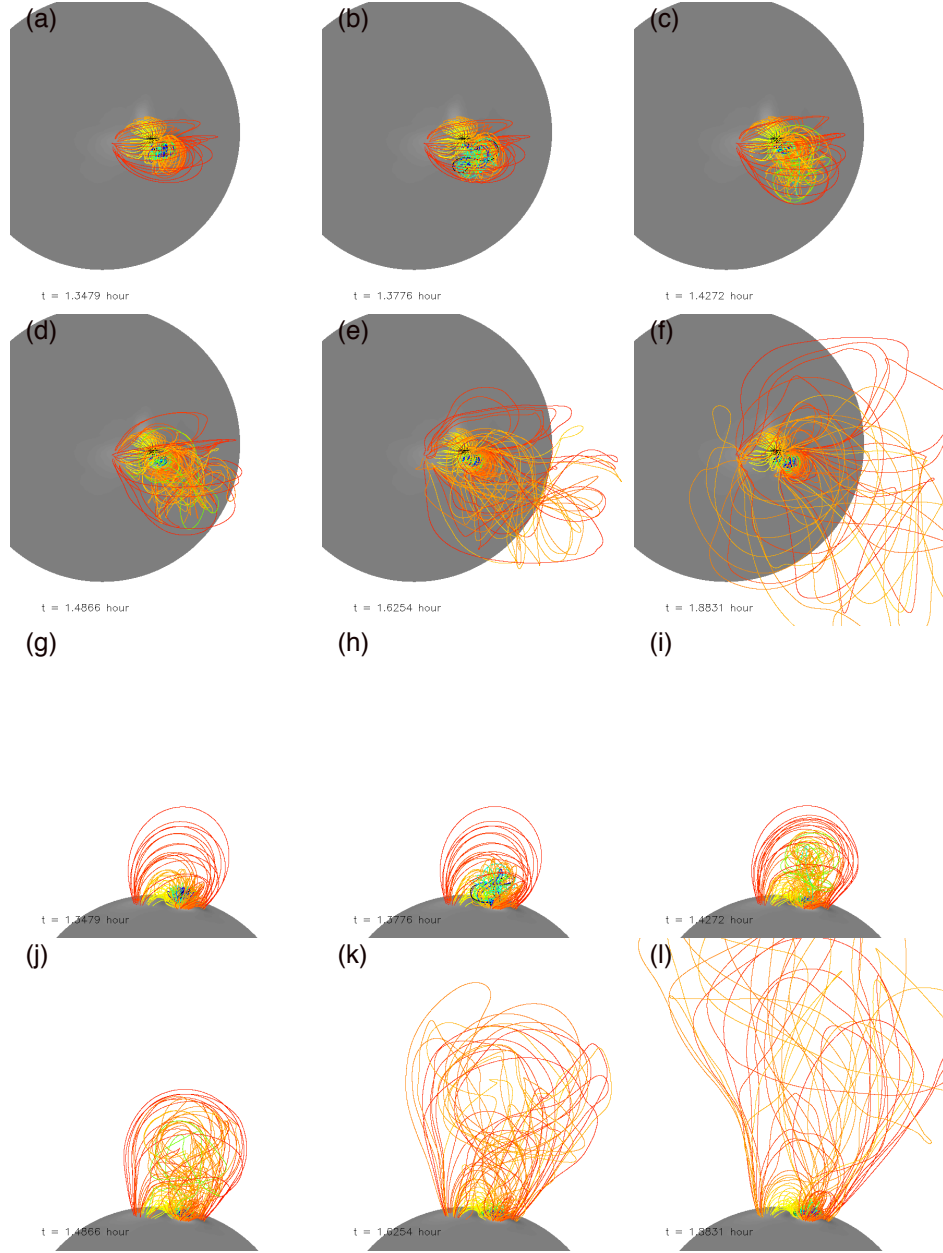 (a) (b) (c)
t = 1.3479 hour t = 1.3776 hour t = 1.4272 hour
(d) (e) (f)
t = 1.4866 hour t = 1.6254 hour t = 1.8831 hour
(g) (h) (i)
t = 1.3479 hour t = 1.3776 hour t = 1.4272 hour
(j) (k) (l)
t = 1.4866 hour t = 1.6254 hour t = 1.8831 hour